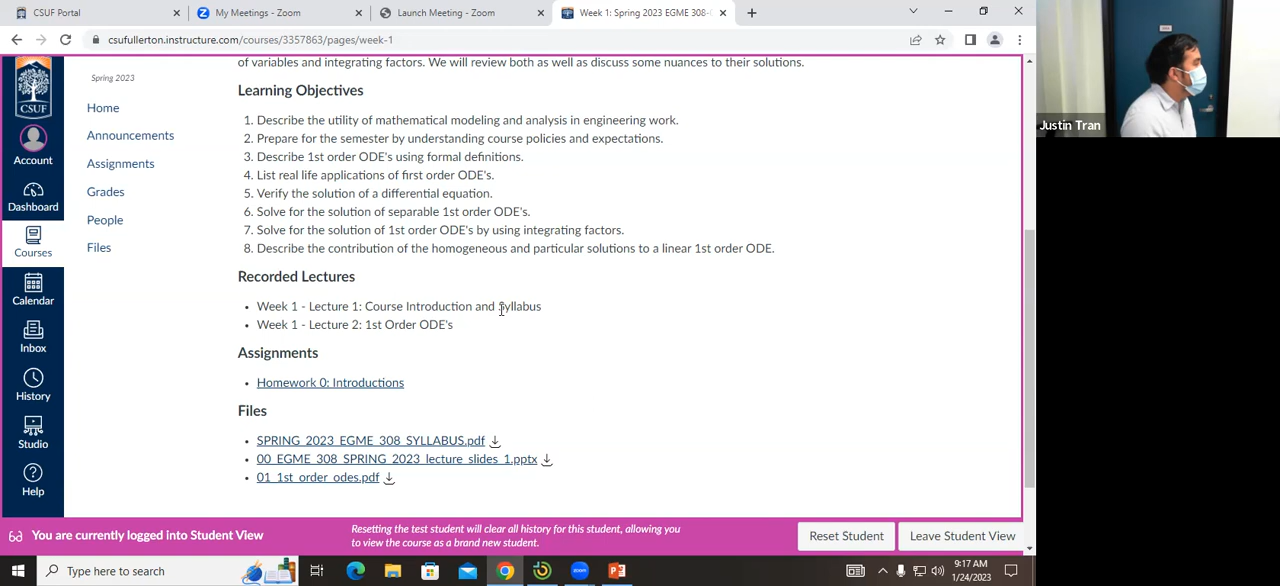 CSUF Portal
My Meetings - Zoom
Launch Meeting - Zoom
Week 1: Spring 2023 EGME 308-
csufullerton.instructure.com/courses/3357863/pages/week-1
CSUF
Account
Dashboard
Courses
Calendar
Inbox
History
Studio
Help
Spring 2023
Home
Announcements
Assignments
Grades
People
Files
of variables and integrating factors. We will review both as well as discuss some nuances to their solutions.
Learning Objectives
1. Describe the utility of mathematical modeling and analysis in engineering work.
2. Prepare for the semester by understanding course policies and expectations.
3. Describe 1st order ODE's using formal definitions.
4. List real life applications of first order ODE's.
5. Verify the solution of a differential equation.
6. Solve for the solution of separable 1st order ODE's.
7. Solve for the solution of 1st order ODE's by using integrating factors.
8. Describe the contribution of the homogeneous and particular solutions to a linear 1st order ODE.
Recorded Lectures
• Week 1 - Lecture 1: Course Introduction and Syllabus
• Week 1 - Lecture 2: 1st Order ODE's
Assignments
• Homework 0: Introductions
Files
• SPRING_2023_EGME_308_SYLLABUS.pdf
• 00_EGME_308_SPRING_2023_lecture_slides_1.pptx
• 01_1st_order_odes.pdf
You are currently logged into Student View
Resetting the test student will clear all history for this student, allowing you
to view the course as a brand new student.
Reset Student
Leave Student View
Type here to search
9:17 AM
1/24/2023
Justin Tran